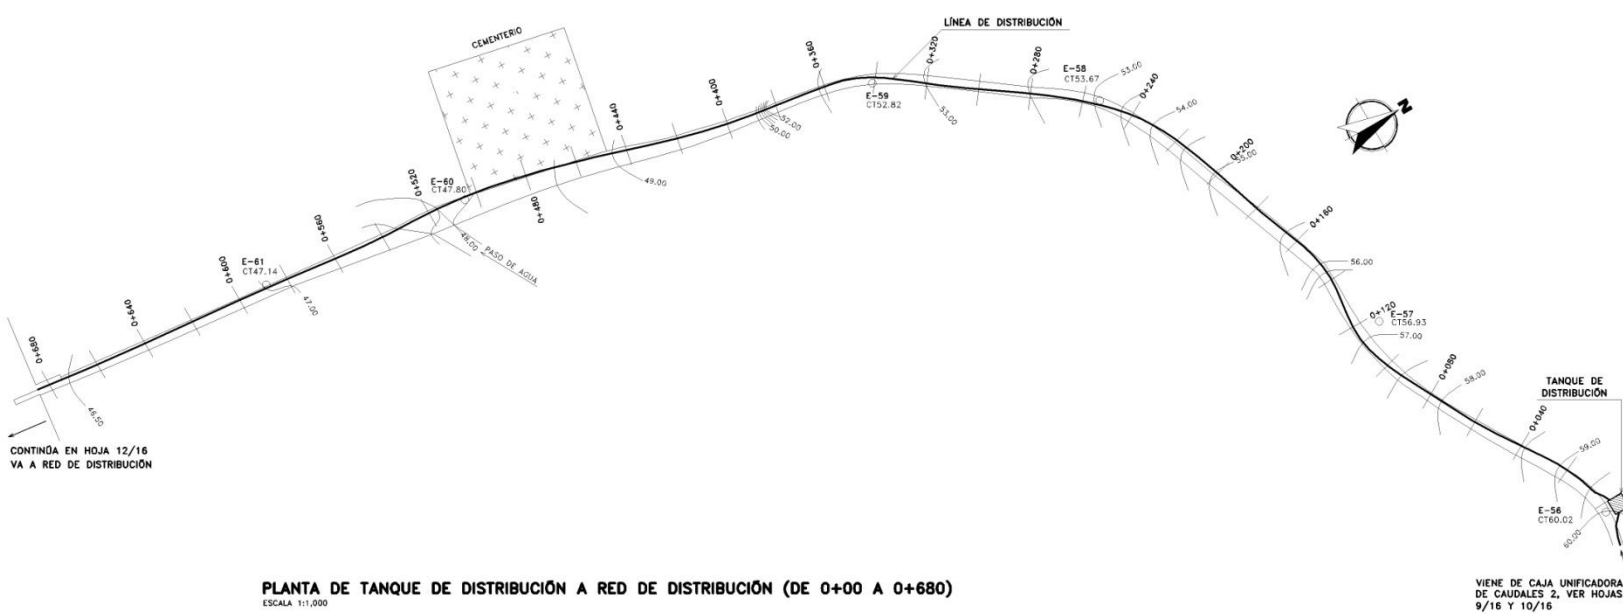 LÍNEA DE DISTRIBUCIÓN
CEMENTERIO
0+360
0+320
0+280
E-58
CT53.67
53.00
0+240
54.00
E-59
CT52.82
53.00
0+400
52.00
50.00
N
0+440
0+200
55.00
49.00
0+520
E-60
CT47.80
0+480
0+160
48.00
PASO DE AGUA
0+560
56.00
E-61
CT47.14
0+600
47.00
0+120
E-57
CT56.93
57.00
0+640
0+680
46.50
0+080
58.00
TANQUE DE
DISTRIBUCIÓN
0+040
59.00
CONTINÚA EN HOJA 12/16
VA A RED DE DISTRIBUCIÓN
E-56
CT60.02
60.00
PLANTA DE TANQUE DE DISTRIBUCIÓN A RED DE DISTRIBUCIÓN (DE 0+00 A 0+680)
ESCALA 1:1,000
VIENE DE CAJA UNIFICADORA
DE CAUDALES 2, VER HOJAS
9/16 Y 10/16